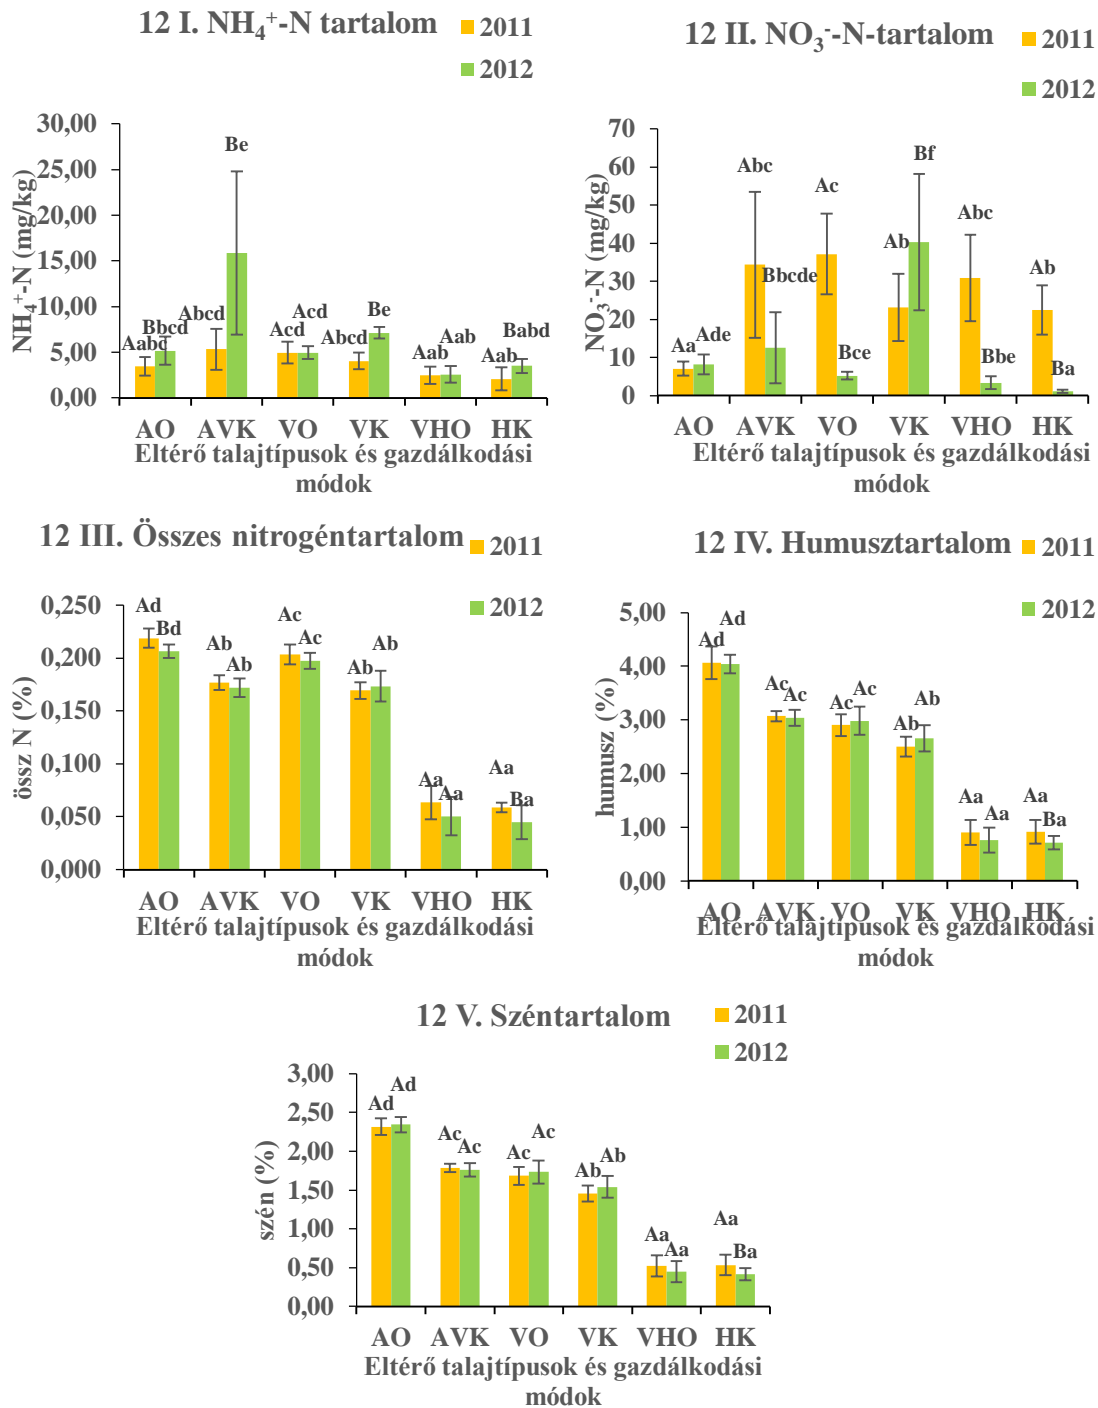 12 I. NH₄⁺-N tartalom
2011
2012
30,00
25,00
20,00
15,00
10,00
5,00
0,00
NH₄⁺-N (mg/kg)
Aabc
Bbcd
Abcd
Be
Acd
Acd
Abcd
Be
Aab
Aab
Aab
Babd
AO AVK VO VK VHO HK
Eltérő talajtípusok és gazdálkodási
módok
12 II. NO₃⁻-N-tartalom
2011
2012
70
60
50
40
30
20
10
0
NO₃⁻-N (mg/kg)
Aa
Ade
Abc
Bbcde
Ac
Bce
Ab
Bf
Abc
Bbe
Ab
Ba
AO AVK VO VK VHO HK
Eltérő talajtípusok és gazdálkodási
módok
12 III. Összes nitrogéntartalom
2011
2012
0,250
0,200
0,150
0,100
0,050
0,000
össz N (%)
Ad
Bd
Ab
Ab
Ac
Ac
Ab
Ab
Aa
Aa
Aa
Ba
AO AVK VO VK VHO HK
Eltérő talajtípusok és gazdálkodási
módok
12 IV. Humusztartalom
2011
2012
5,00
4,00
3,00
2,00
1,00
0,00
humusz (%)
Ad
Ad
Ac
Ac
Ac
Ac
Ab
Ab
Aa
Aa
Aa
Ba
AO AVK VO VK VHO HK
Eltérő talajtípusok és gazdálkodási
módok
12 V. Széntartalom
2011
2012
3,00
2,50
2,00
1,50
1,00
0,50
0,00
szén (%)
Ad
Ad
Ac
Ac
Ac
Ac
Ab
Ab
Aa
Aa
Aa
Ba
AO AVK VO VK VHO HK
Eltérő talajtípusok és gazdálkodási
módok